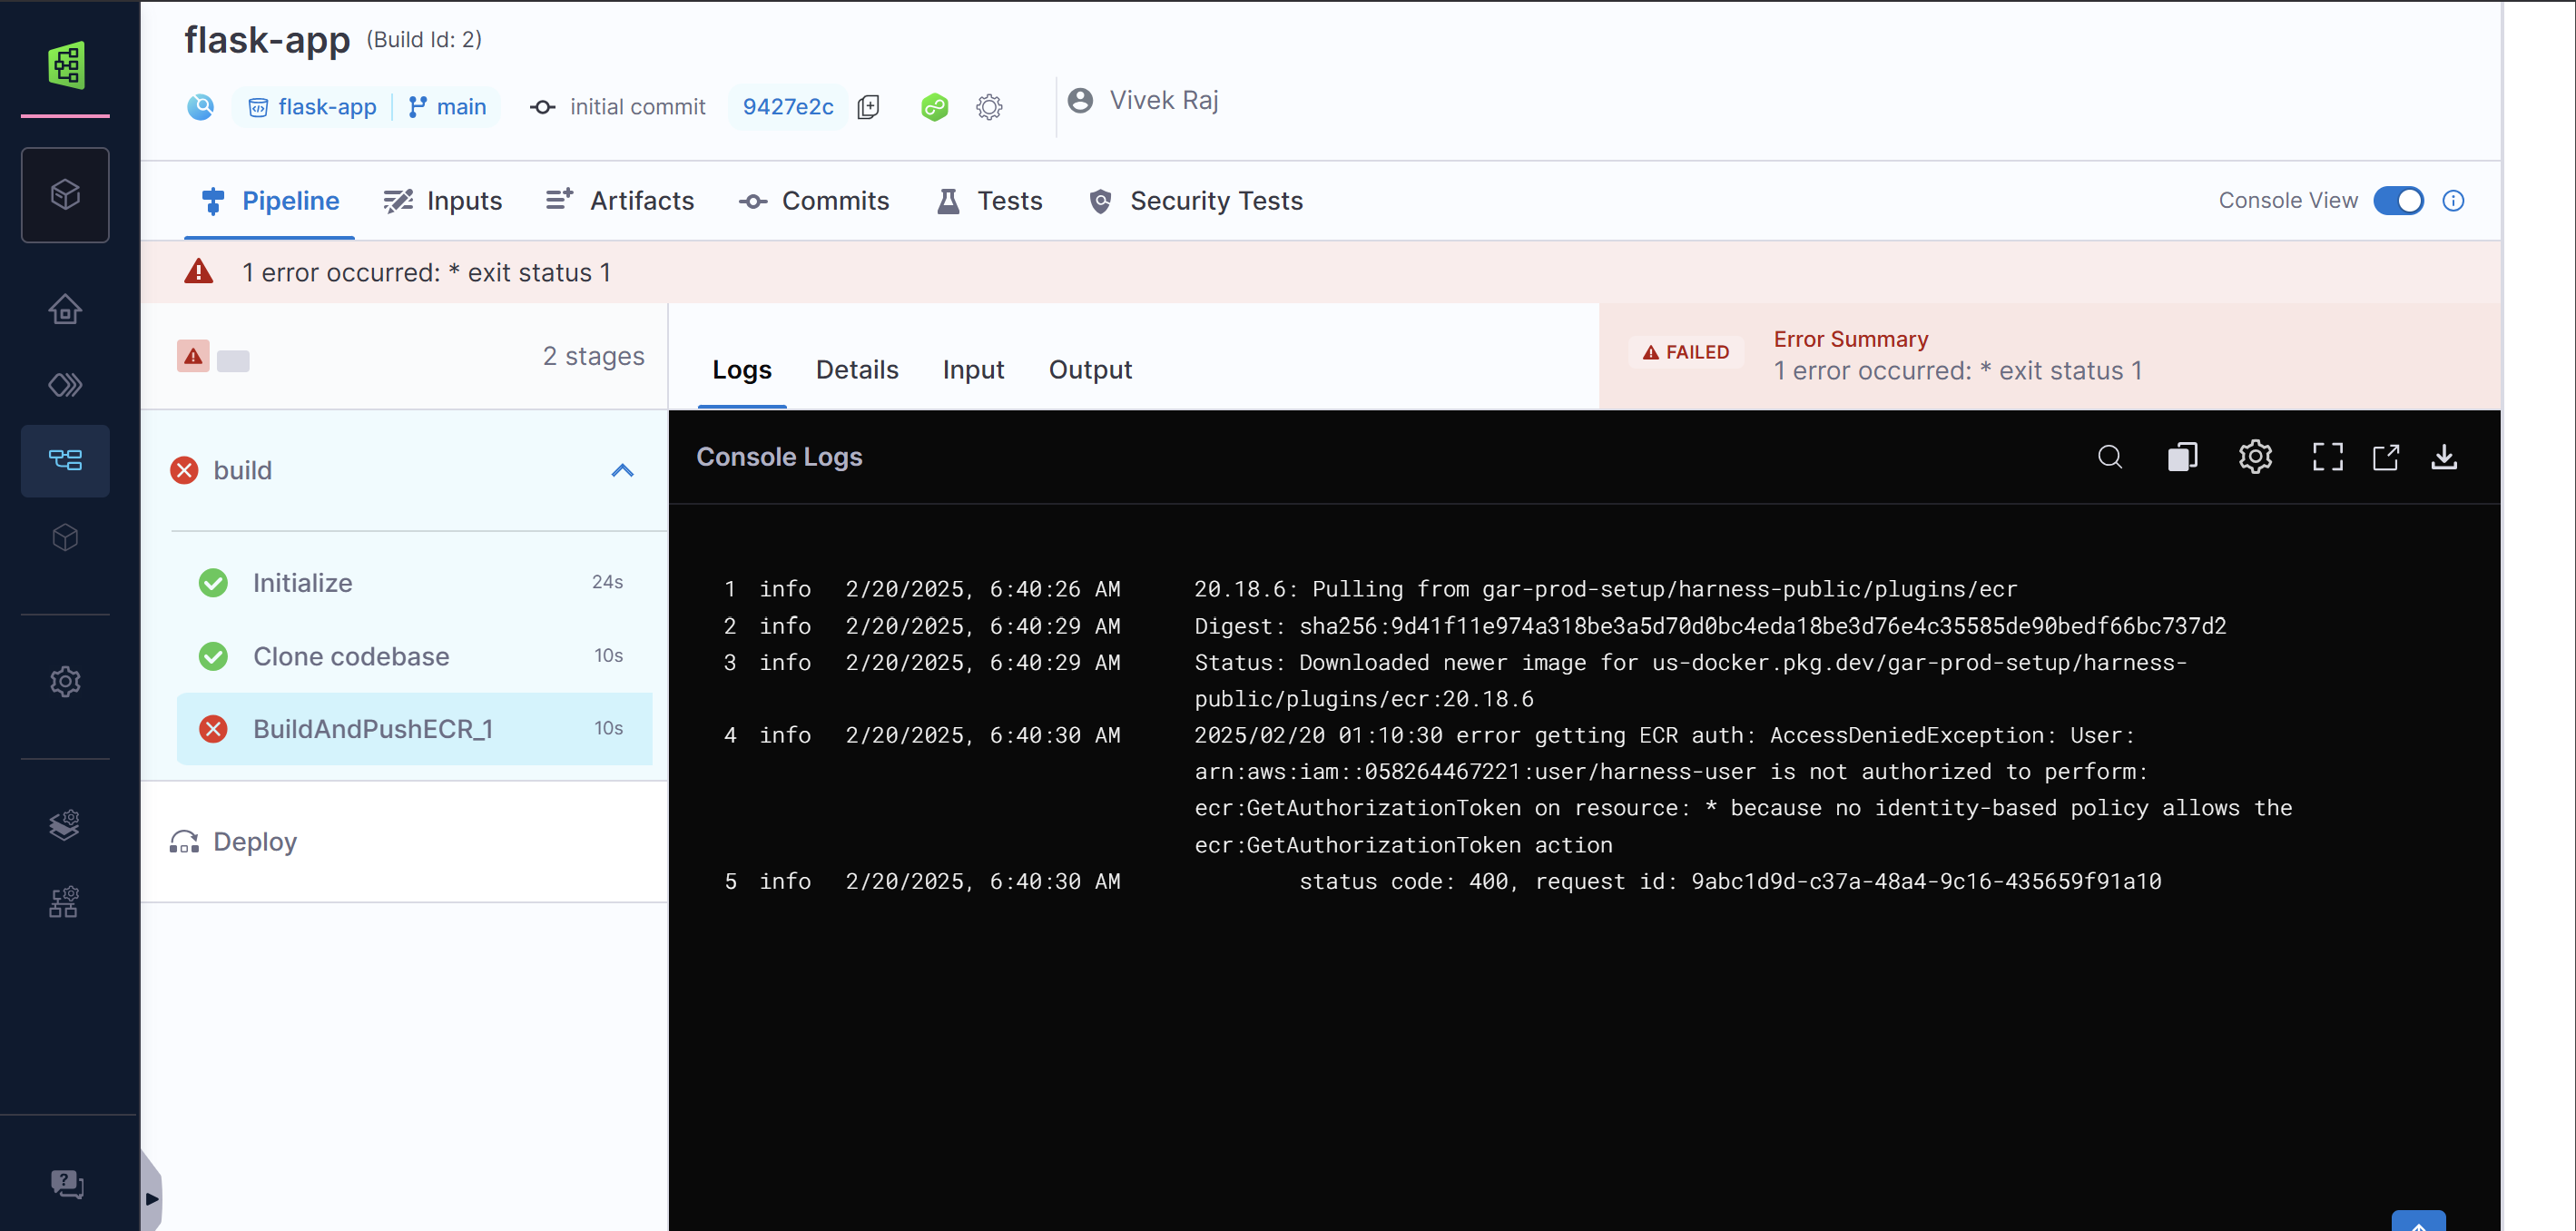 flask-app (Build Id: 2)
flask-app main initial commit 9427e2c Vivek Raj
Pipeline Inputs Artifacts Commits Tests Security Tests Console View
1 error occurred: * exit status 1
2 stages
Logs Details Input Output
FAILED
Error Summary
1 error occurred: * exit status 1
build
Initialize 24s
Clone codebase 10s
BuildAndPushECR_1 10s
Deploy
Console Logs
1 info 2/20/2025, 6:40:26 AM 20.18.6: Pulling from gar-prod-setup/harness-public/plugins/ecr
2 info 2/20/2025, 6:40:29 AM Digest: sha256:9d41f11e974a318be3a5d70d0bc4eda18be3d76e4c35585de90bedf66bc737d2
3 info 2/20/2025, 6:40:29 AM Status: Downloaded newer image for us-docker.pkg.dev/gar-prod-setup/harness-
public/plugins/ecr:20.18.6
4 info 2/20/2025, 6:40:30 AM 2025/02/20 01:10:30 error getting ECR auth: AccessDeniedException: User:
arn:aws:iam::058264467221:user/harness-user is not authorized to perform:
ecr:GetAuthorizationToken on resource: * because no identity-based policy allows the
ecr:GetAuthorizationToken action
5 info 2/20/2025, 6:40:30 AM status code: 400, request id: 9abc1d9d-c37a-48a4-9c16-435659f91a10